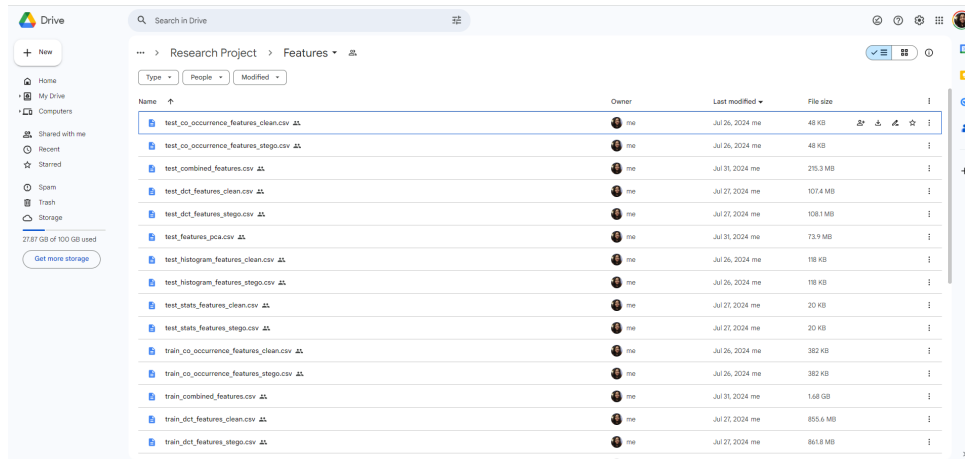 Drive
Search in Drive
New
Home
My Drive
Computers
Shared with me
Recent
Starred
Spam
Trash
Storage
27.87 GB of 100 GB used
Get more storage
... > Research Project > Features
Type People Modified
Name Owner Last modified File size
test_co_occurrence_features_clean.csv me Jul 26, 2024 me 48 KB
test_co_occurrence_features_stego.csv me Jul 26, 2024 me 48 KB
test_combined_features.csv me Jul 31, 2024 me 215.3 MB
test_dct_features_clean.csv me Jul 27, 2024 me 107.4 MB
test_dct_features_stego.csv me Jul 27, 2024 me 108.1 MB
test_features_pca.csv me Jul 31, 2024 me 73.9 MB
test_histogram_features_clean.csv me Jul 26, 2024 me 118 KB
test_histogram_features_stego.csv me Jul 26, 2024 me 118 KB
test_stats_features_clean.csv me Jul 27, 2024 me 20 KB
test_stats_features_stego.csv me Jul 27, 2024 me 20 KB
train_co_occurrence_features_clean.csv me Jul 26, 2024 me 382 KB
train_co_occurrence_features_stego.csv me Jul 26, 2024 me 382 KB
train_combined_features.csv me Jul 31, 2024 me 1.68 GB
train_dct_features_clean.csv me Jul 27, 2024 me 855.6 MB
train_dct_features_stego.csv me Jul 27, 2024 me 861.8 MB